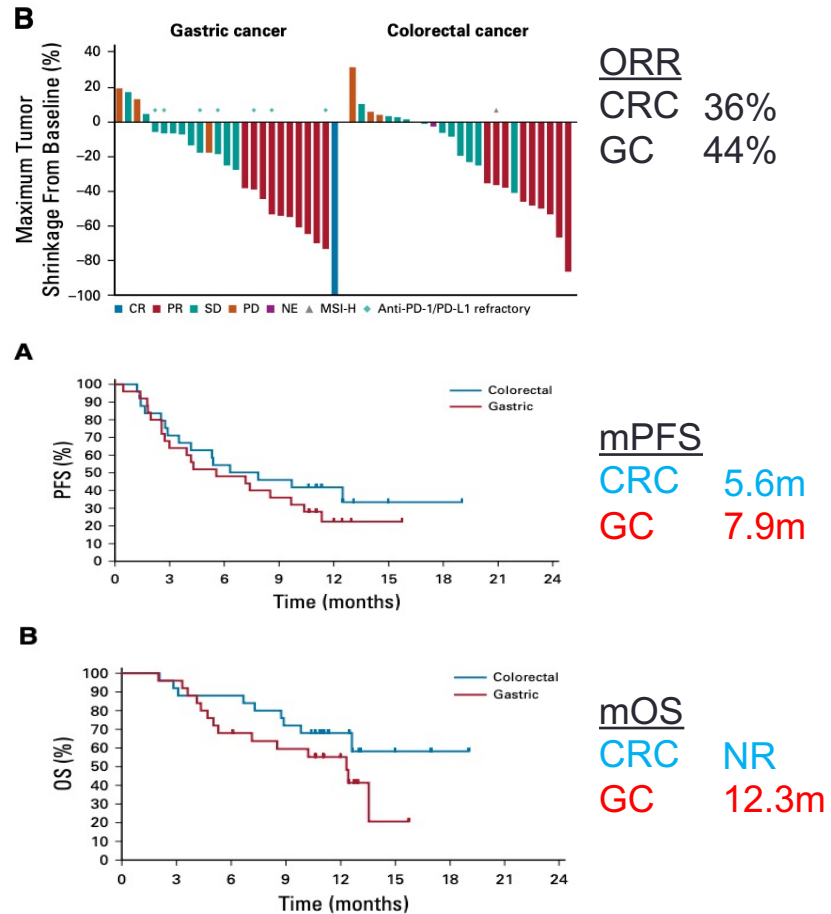 B
Gastric cancer
Colorectal cancer
Maximum Tumor
Shrinkage From Baseline (%)
40
20
0
−20
−40
−60
−80
−100
CR PR SD PD NE MSI-H Anti-PD-1/PD-L1 refractory
ORR
CRC 36%
GC 44%
A
PFS (%)
100
90
80
70
60
50
40
30
20
10
0
0 3 6 9 12 15 18 21 24
Time (months)
Colorectal
Gastric
mPFS
CRC 5.6m
GC 7.9m
B
OS (%)
100
90
80
70
60
50
40
30
20
10
0
0 3 6 9 12 15 18 21 24
Time (months)
Colorectal
Gastric
mOS
CRC NR
GC 12.3m